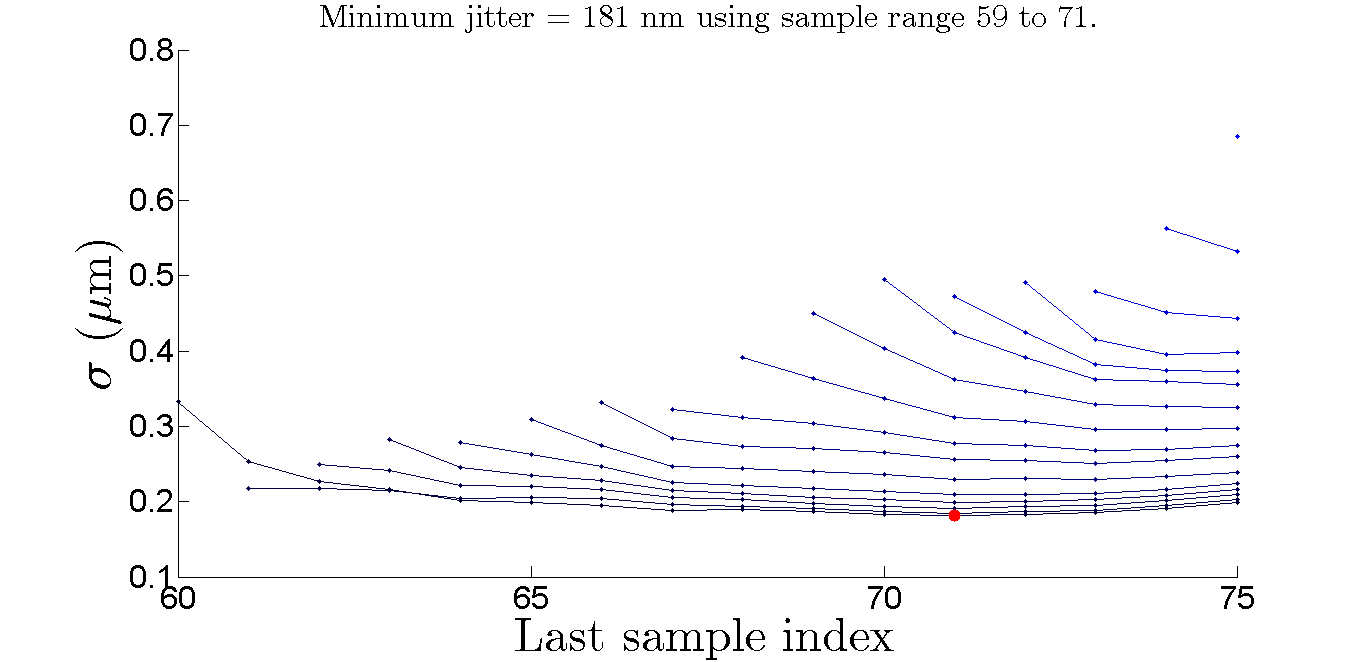 Minimum jitter = 181 nm using sample range 59 to 71.
0.8
0.7
0.6
0.5
0.4
0.3
0.2
0.1
σ (μm)
60 65 70 75
Last sample index